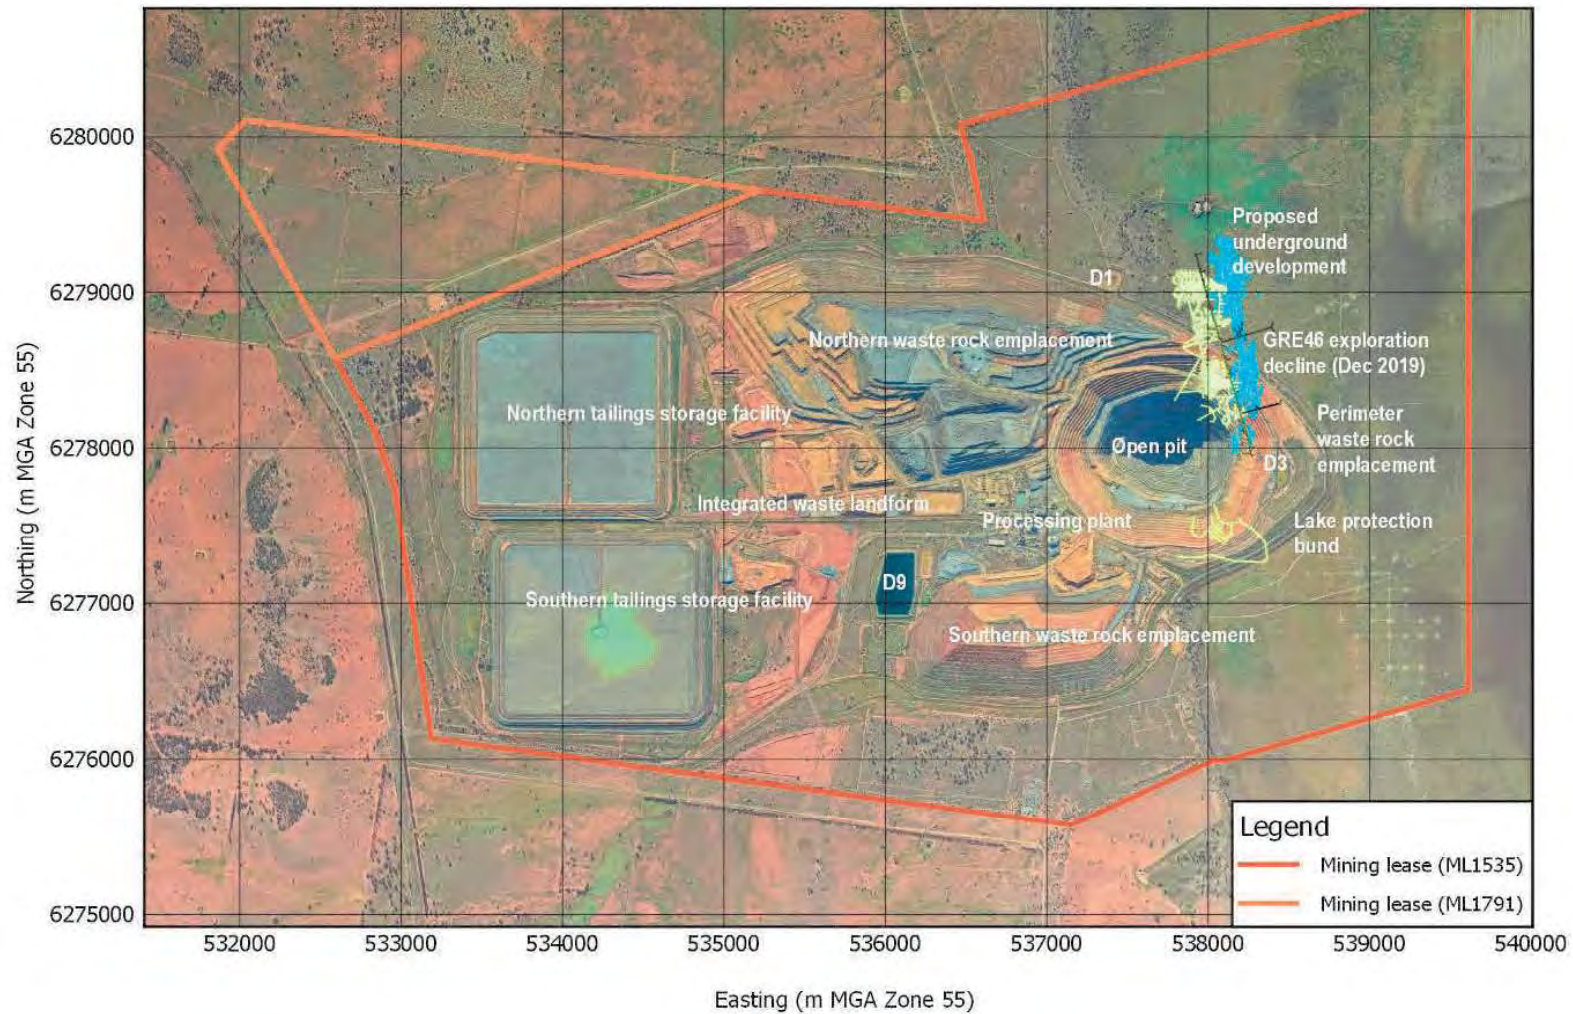 6280000
6279000
6278000
6277000
6276000
6275000
Northing (m MGA Zone 55)
Proposed
underground
development
D1
Northern waste rock emplacement
GRE46 exploration
decline (Dec 2019)
Northern tailings storage facility
Perimeter
waste rock
emplacement
Open pit
D3
Integrated waste landform
Processing plant
Lake protection
bund
D9
Southern tailings storage facility
Southern waste rock emplacement
Legend
Mining lease (ML1535)
Mining lease (ML1791)
532000
533000
534000
535000
536000
537000
538000
539000
540000
Easting (m MGA Zone 55)